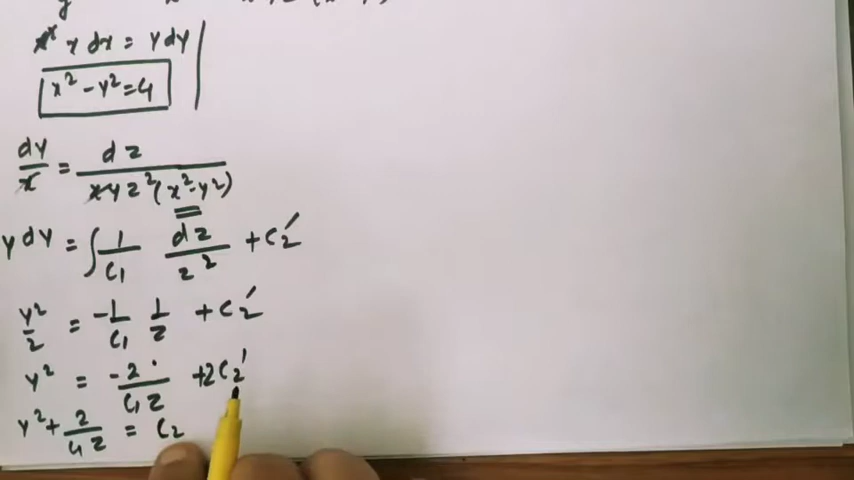 x dx = y dy
x² - y² = c₁
dy/x = dz/(xyz²(x²-y²))
y dy = ∫ 1/c₁ dz/z² + c₂′
y²/2 = -1/c₁ 1/z + c₂′
y² = -2/(c₁z) + 2c₂′
y² + 2/(c₁z) = c₂